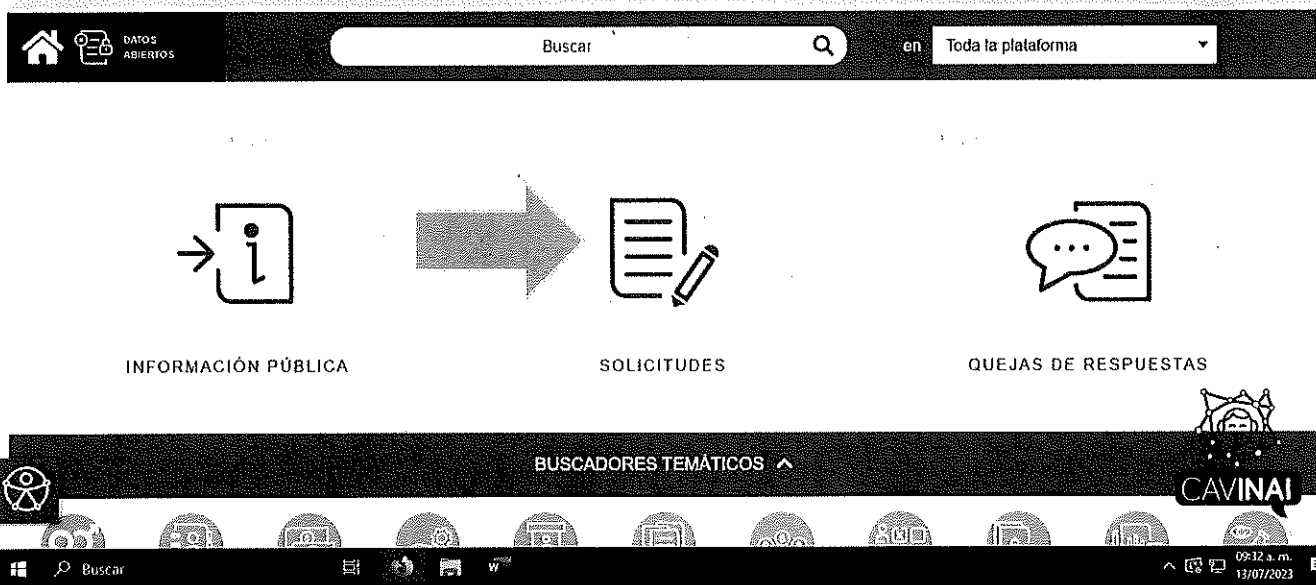 DATOS
ABIERTOS
Buscar
en
Toda la plataforma
INFORMACIÓN PÚBLICA
SOLICITUDES
QUEJAS DE RESPUESTAS
BUSCADORES TEMÁTICOS
CAVINAI
Buscar
09:32 a. m.
13/07/2023